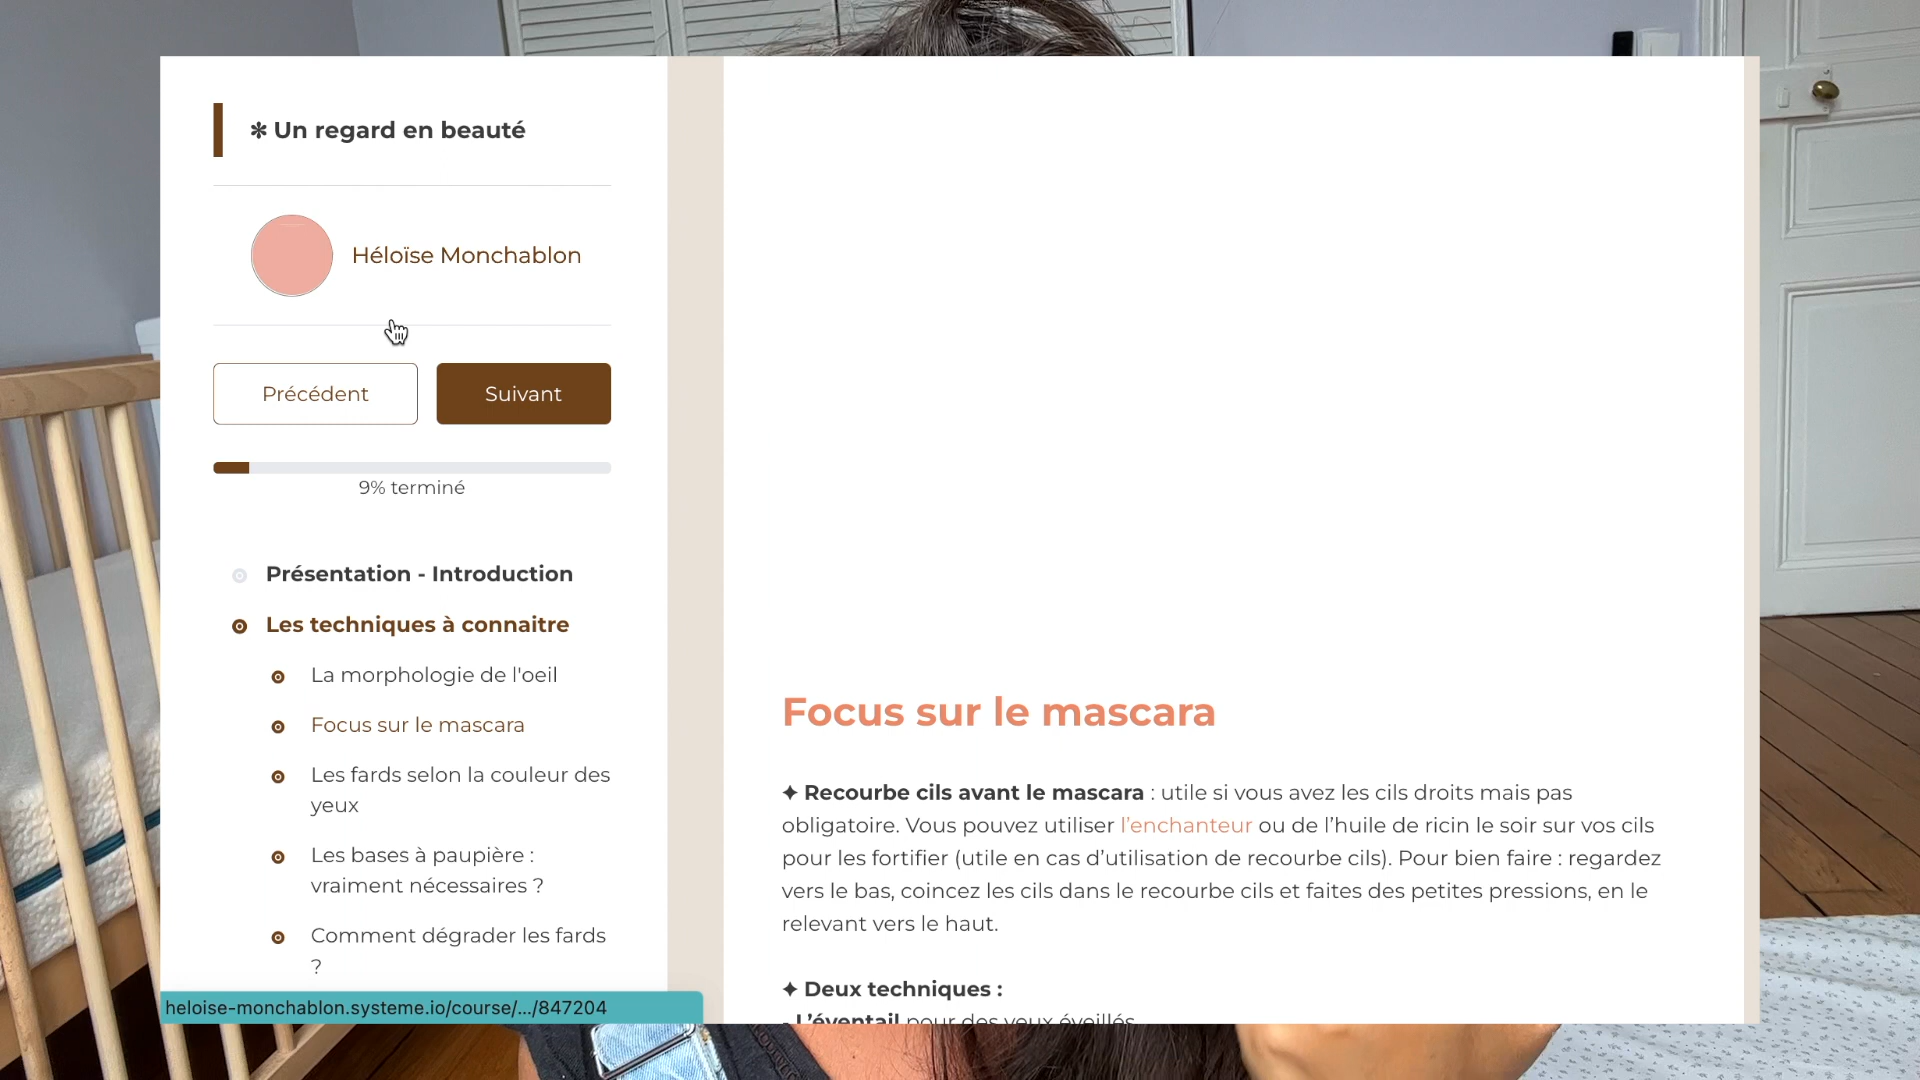 ✻ Un regard en beauté
Héloïse Monchablon
Précédent
Suivant
9% terminé
Présentation - Introduction
Les techniques à connaitre
La morphologie de l'oeil
Focus sur le mascara
Les fards selon la couleur des
yeux
Les bases à paupière :
vraiment nécessaires ?
Comment dégrader les fards
?
heloise-monchablon.systeme.io/course/.../847204
Focus sur le mascara
✦ Recourbe cils avant le mascara : utile si vous avez les cils droits mais pas
obligatoire. Vous pouvez utiliser l’enchanteur ou de l’huile de ricin le soir sur vos cils
pour les fortifier (utile en cas d’utilisation de recourbe cils). Pour bien faire : regardez
vers le bas, coincez les cils dans le recourbe cils et faites des petites pressions, en le
relevant vers le haut.
✦ Deux techniques :
- L’éventail pour des yeux éveillés